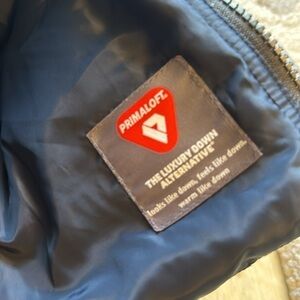 PRIMALOFT®
THE LUXURY DOWN
ALTERNATIVE®
looks like down, feels like down,
warm like down